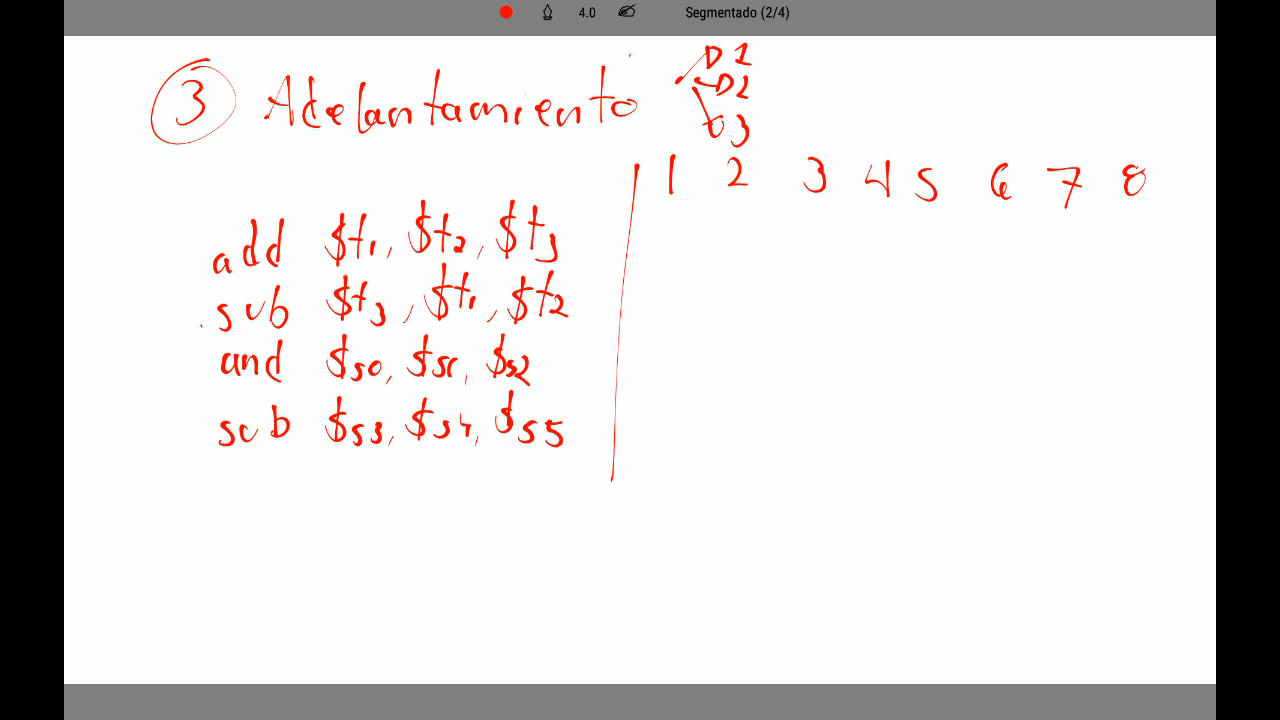 4.0 Segmentado (2/4)
3 Adelantamiento
D1
D2
D3
1 2 3 4 5 6 7 8
add $t1, $t2, $t3
sub $t3, $t1, $t2
and $s0, $s1, $s2
sub $s3, $s4, $s5